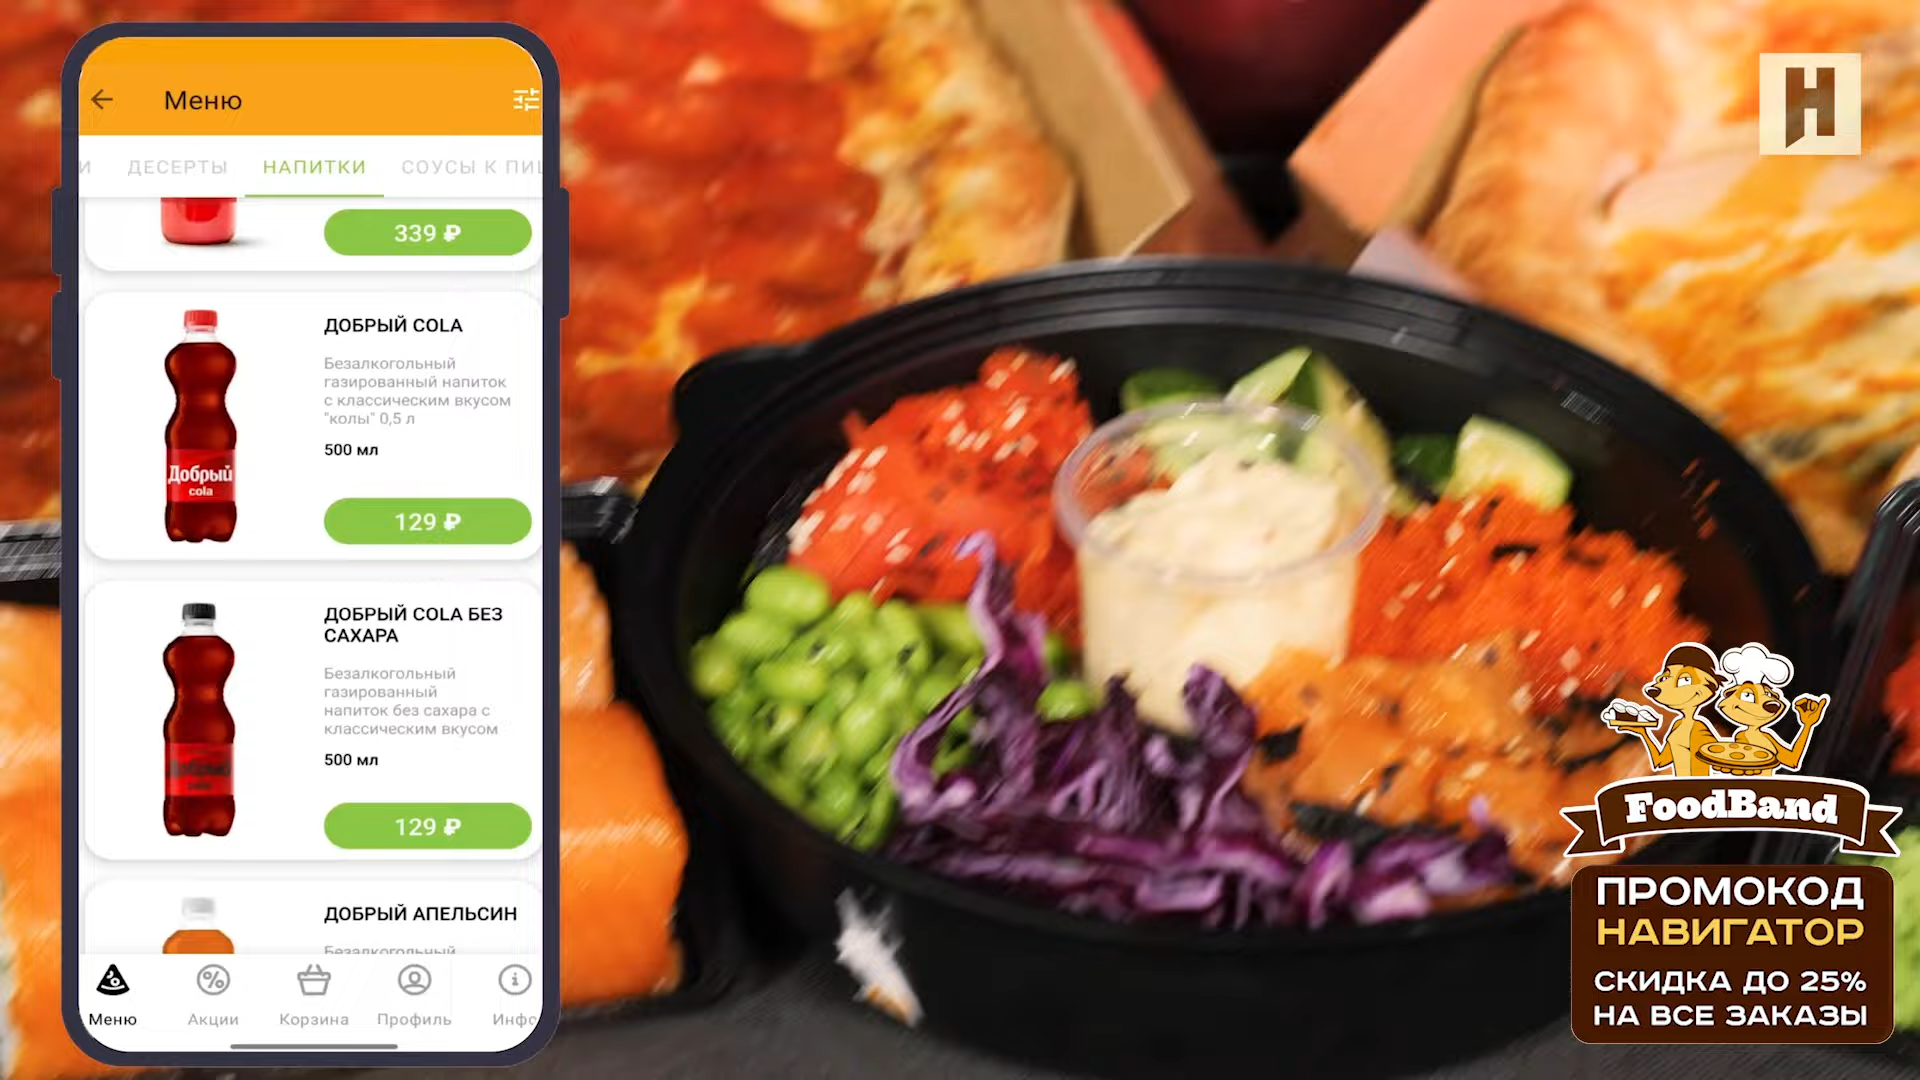 Меню
И ДЕСЕРТЫ НАПИТКИ СОУСЫ К ПИЦ
339 ₽
ДОБРЫЙ COLA
Безалкогольный
газированный напиток
с классическим вкусом
"колы" 0,5 л
500 мл
129 ₽
Добрый
cola
ДОБРЫЙ COLA БЕЗ
САХАРА
Безалкогольный
газированный
напиток без сахара с
классическим вкусом
500 мл
129 ₽
ДОБРЫЙ АПЕЛЬСИН
Безалкогольный
Меню Акции Корзина Профиль Инфо
Н
FoodBand
ПРОМОКОД
НАВИГАТОР
СКИДКА ДО 25%
НА ВСЕ ЗАКАЗЫ